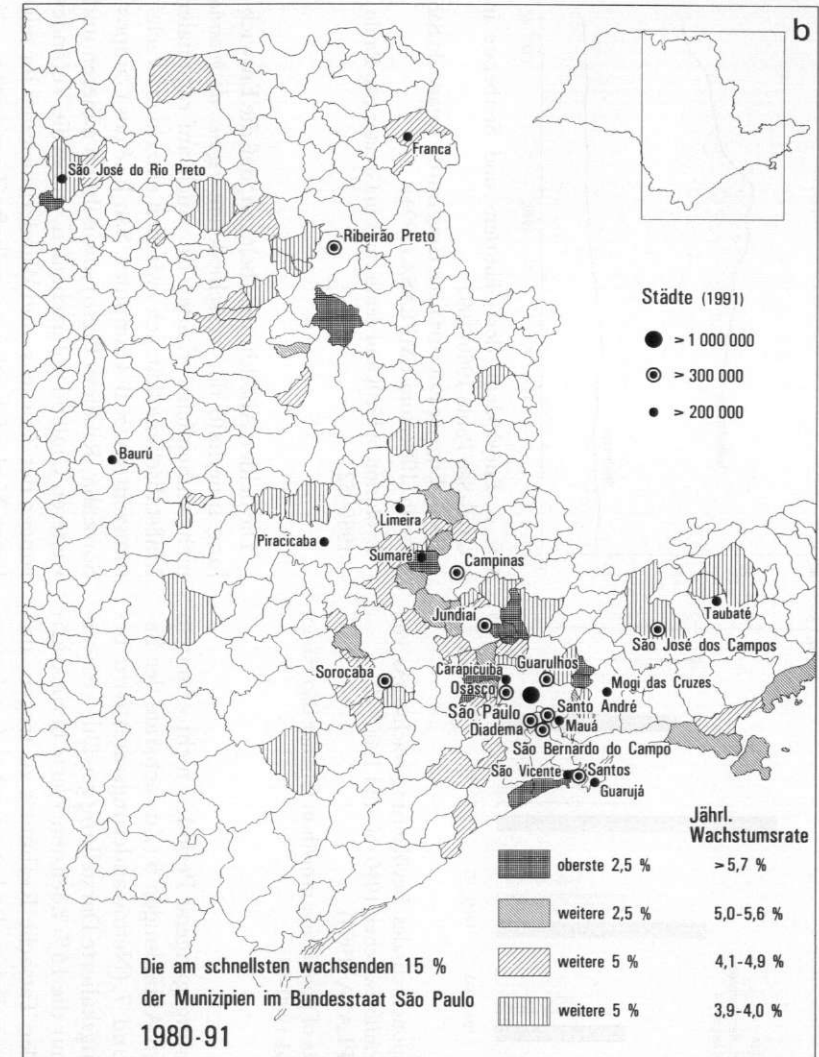 b
São José do Rio Preto
Franca
Ribeirão Preto
Städte (1991)
> 1 000 000
> 300 000
> 200 000
Baurú
Limeira
Piracicaba
Sumaré
Campinas
Jundiaí
Taubaté
São José dos Campos
Sorocaba
Carapicuiba
Guarulhos
Osasco
Mogi das Cruzes
São Paulo
Santo André
Diadema
Mauá
São Bernardo do Campo
São Vicente
Santos
Guarujá
Jährl.
Wachstumsrate
oberste 2,5 % >5,7 %
weitere 2,5 % 5,0-5,6 %
weitere 5 % 4,1-4,9 %
weitere 5 % 3,9-4,0 %
Die am schnellsten wachsenden 15 %
der Munizipien im Bundesstaat São Paulo
1980-91